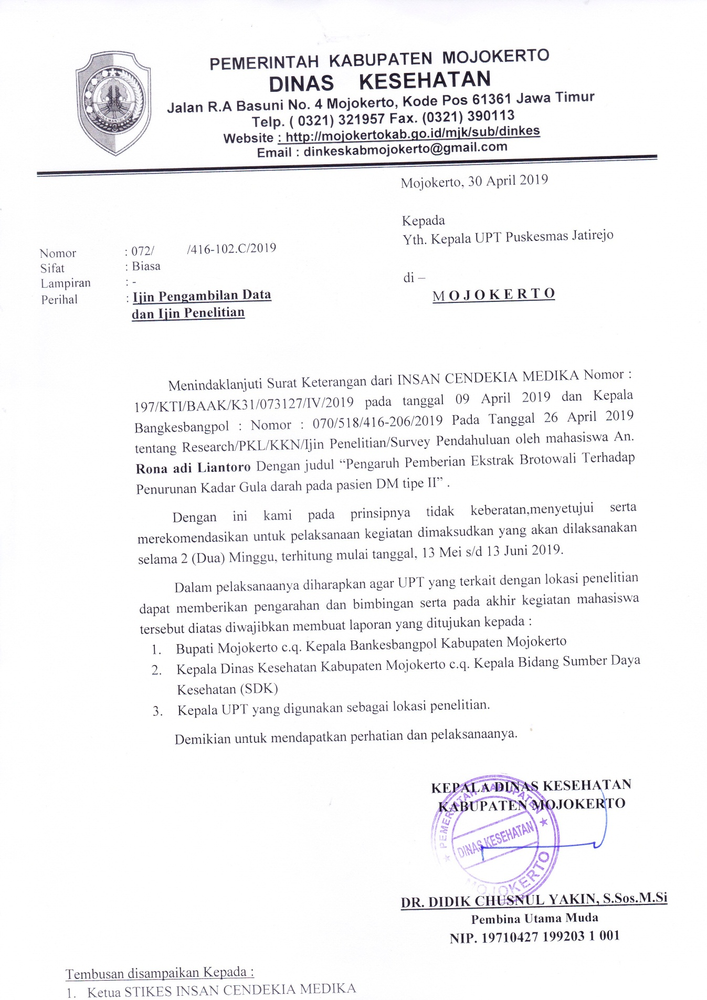 PEMERINTAH KABUPATEN MOJOKERTO
DINAS KESEHATAN
Jalan R.A Basuni No. 4 Mojokerto, Kode Pos 61361 Jawa Timur
Telp. ( 0321) 321957 Fax. (0321) 390113
Website : http://mojokertokab.go.id/mjk/sub/dinkes
Email : dinkeskabmojokerto@gmail.com
Mojokerto, 30 April 2019
Kepada
Yth. Kepala UPT Puskesmas Jatirejo
di –
M O J O K E R T O
Nomor : 072/ /416-102.C/2019
Sifat : Biasa
Lampiran : -
Perihal : Ijin Pengambilan Data
dan Ijin Penelitian
Menindaklanjuti Surat Keterangan dari INSAN CENDEKIA MEDIKA Nomor :
197/KTI/BAAK/K31/073127/IV/2019 pada tanggal 09 April 2019 dan Kepala
Bangkesbangpol : Nomor : 070/518/416-206/2019 Pada Tanggal 26 April 2019
tentang Research/PKL/KKN/Ijin Penelitian/Survey Pendahuluan oleh mahasiswa An.
Rona adi Liantoro Dengan judul “Pengaruh Pemberian Ekstrak Brotowali Terhadap
Penurunan Kadar Gula darah pada pasien DM tipe II” .
Dengan ini kami pada prinsipnya tidak keberatan,menyetujui serta
merekomendasikan untuk pelaksanaan kegiatan dimaksudkan yang akan dilaksanakan
selama 2 (Dua) Minggu, terhitung mulai tanggal, 13 Mei s/d 13 Juni 2019.
Dalam pelaksanaanya diharapkan agar UPT yang terkait dengan lokasi penelitian
dapat memberikan pengarahan dan bimbingan serta pada akhir kegiatan mahasiswa
tersebut diatas diwajibkan membuat laporan yang ditujukan kepada :
1. Bupati Mojokerto c.q. Kepala Bankesbangpol Kabupaten Mojokerto
2. Kepala Dinas Kesehatan Kabupaten Mojokerto c.q. Kepala Bidang Sumber Daya
Kesehatan (SDK)
3. Kepala UPT yang digunakan sebagai lokasi penelitian.
Demikian untuk mendapatkan perhatian dan pelaksanaanya.
KEPALA DINAS KESEHATAN
KABUPATEN MOJOKERTO
PEMERINTAH KABUPATEN
DINAS KESEHATAN
MOJOKERTO
DR. DIDIK CHUSNUL YAKIN, S.Sos.M.Si
Pembina Utama Muda
NIP. 19710427 199203 1 001
Tembusan disampaikan Kepada :
1. Ketua STIKES INSAN CENDEKIA MEDIKA